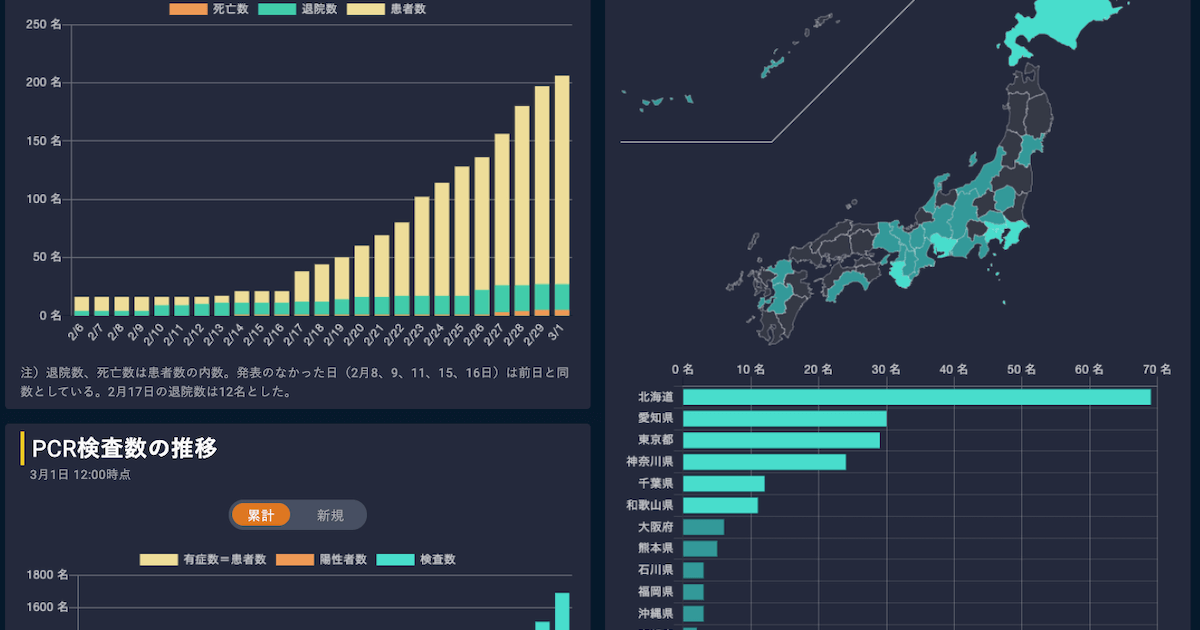 死亡数 退院数 患者数
250 名
200 名
150 名
100 名
50 名
0 名
2/6 2/7 2/8 2/9 2/10 2/11 2/12 2/13 2/14 2/15 2/16 2/17 2/18 2/19 2/20 2/21 2/22 2/23 2/24 2/25 2/26 2/27 2/28 2/29 3/1
注）退院数、死亡数は患者数の内数。発表のなかった日（2月8、9、11、15、16日）は前日と同
数としている。2月17日の退院数は12名とした。
PCR検査数の推移
3月1日 12:00時点
累計 新規
有症数＝患者数 陽性者数 検査数
1800 名
1600 名
0 名 10 名 20 名 30 名 40 名 50 名 60 名 70 名
北海道
愛知県
東京都
神奈川県
千葉県
和歌山県
大阪府
熊本県
石川県
福岡県
沖縄県